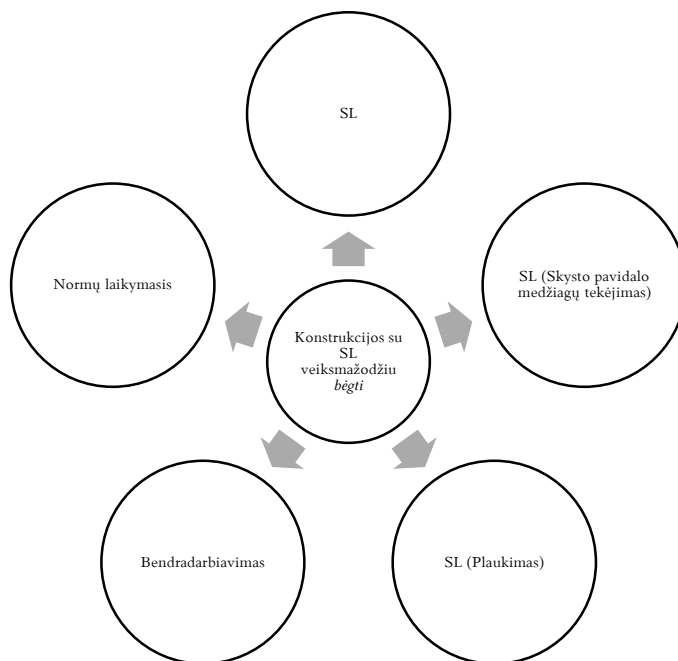 SL
SL (Skysto pavidalo
medžiagų tekėjimas)
Normų laikymasis
Konstrukcijos su
SL
veiksmažodžiu
bėgti
Bendradarbiavimas
SL (Plaukimas)